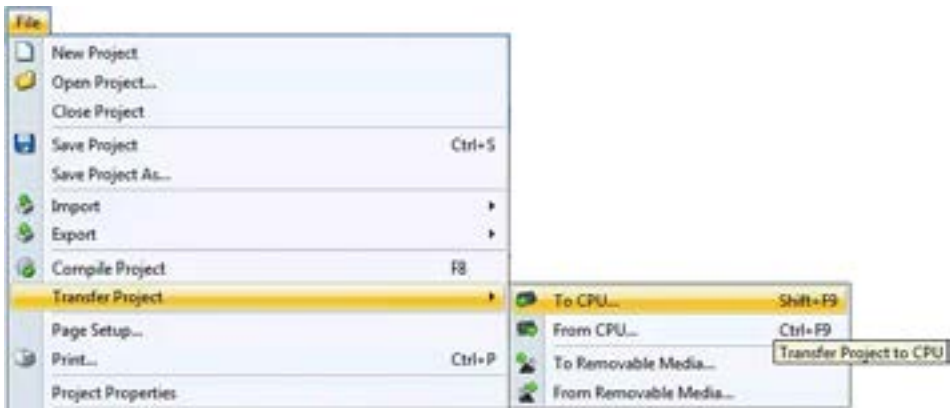 File
New Project
Open Project...
Close Project
Save Project Ctrl+S
Save Project As...
Import
Export
Compile Project F8
Transfer Project
To CPU... Shift+F9
Page Setup...
From CPU... Ctrl+F9
Transfer Project to CPU
Print... Ctrl+P
To Removable Media...
Project Properties
From Removable Media...